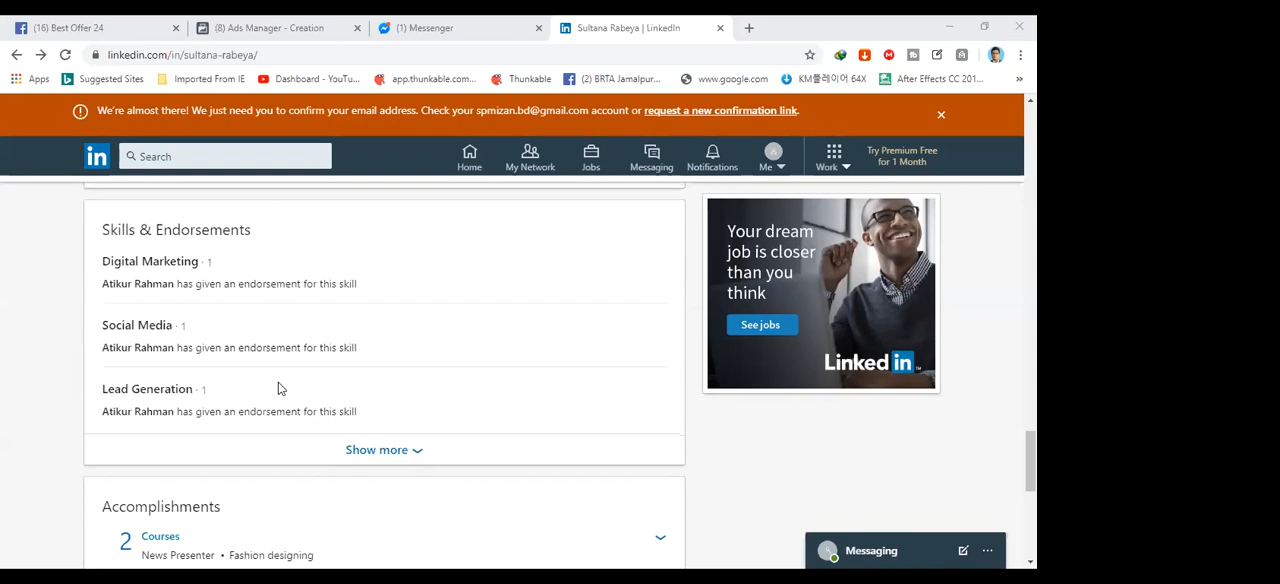 (16) Best Offer 24
(8) Ads Manager - Creation
(1) Messenger
Sultana Rabeya | LinkedIn
linkedin.com/in/sultana-rabeya/
Apps
Suggested Sites
Imported From IE
Dashboard - YouTu...
app.thunkable.com...
Thunkable
(2) BRTA Jamalpur...
www.google.com
KM플레이어 64X
After Effects CC 201...
»
We're almost there! We just need you to confirm your email address. Check your spmizan.bd@gmail.com account or request a new confirmation link.
in
Search
Home
My Network
Jobs
Messaging
Notifications
Me
Work
Try Premium Free
for 1 Month
Skills & Endorsements
Digital Marketing · 1
Atikur Rahman has given an endorsement for this skill
Social Media · 1
Atikur Rahman has given an endorsement for this skill
Lead Generation · 1
Atikur Rahman has given an endorsement for this skill
Show more
Accomplishments
2 Courses
News Presenter • Fashion designing
Your dream
job is closer
than you
think
See jobs
Linked in
Messaging